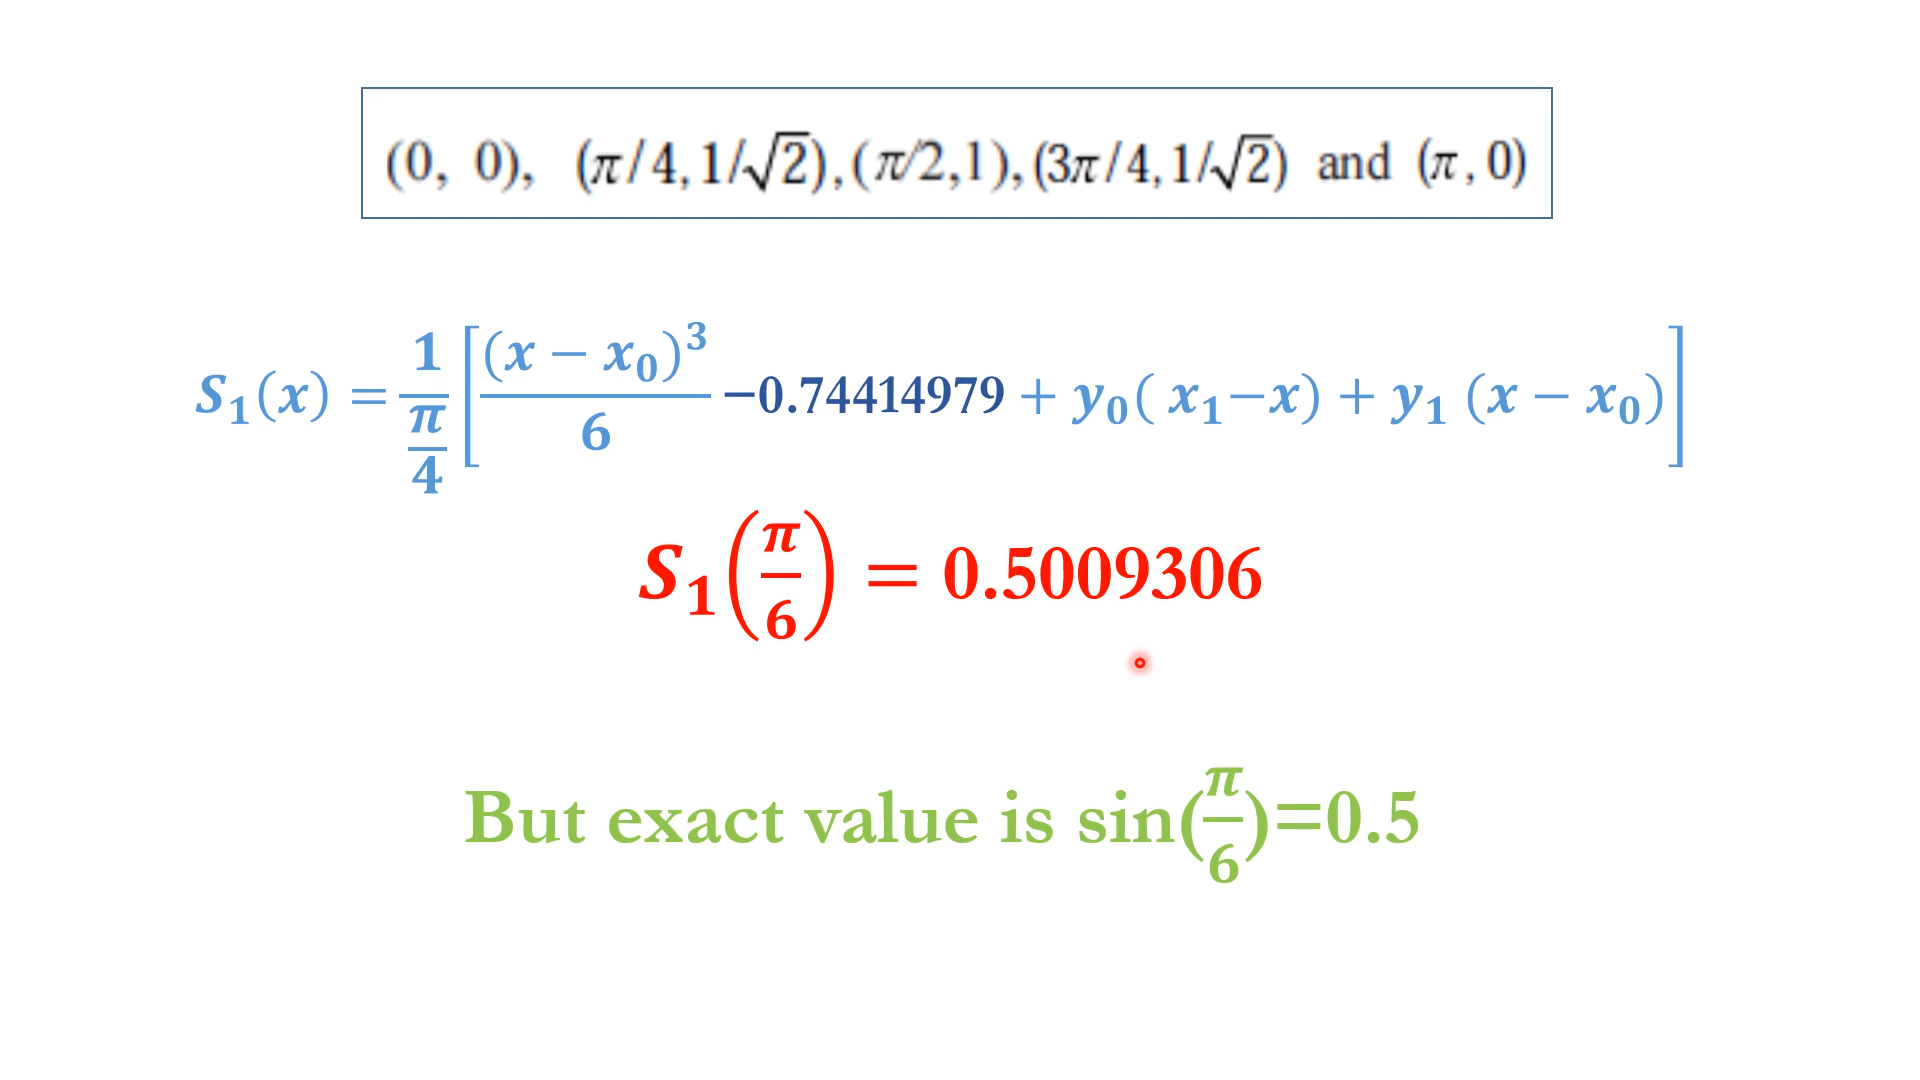 (0, 0), (π/4,1/√2),(π/2,1),(3π/4,1/√2) and (π,0)
S₁(x) = 1/(π/4) [(x − x₀)³/6 −0.74414979 + y₀( x₁−x) + y₁ (x − x₀)]
S₁(π/6) = 0.5009306
But exact value is sin(π/6)=0.5